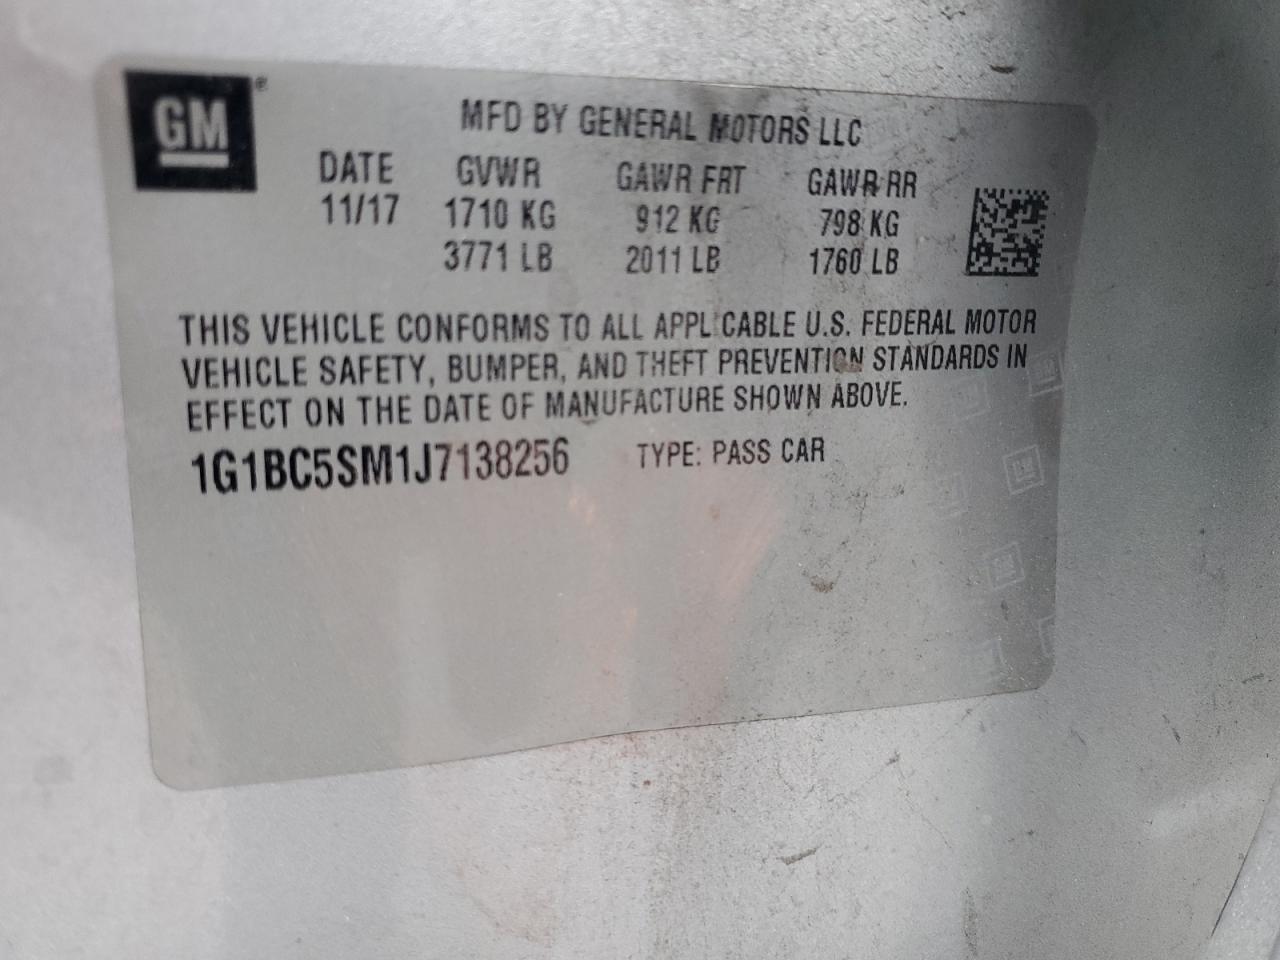 GM®
MFD BY GENERAL MOTORS LLC
DATE GVWR GAWR FRT GAWR RR
11/17 1710 KG 912 KG 798 KG
3771 LB 2011 LB 1760 LB
THIS VEHICLE CONFORMS TO ALL APPLICABLE U.S. FEDERAL MOTOR
VEHICLE SAFETY, BUMPER, AND THEFT PREVENTION STANDARDS IN
EFFECT ON THE DATE OF MANUFACTURE SHOWN ABOVE.
1G1BC5SM1J7138256 TYPE: PASS CAR